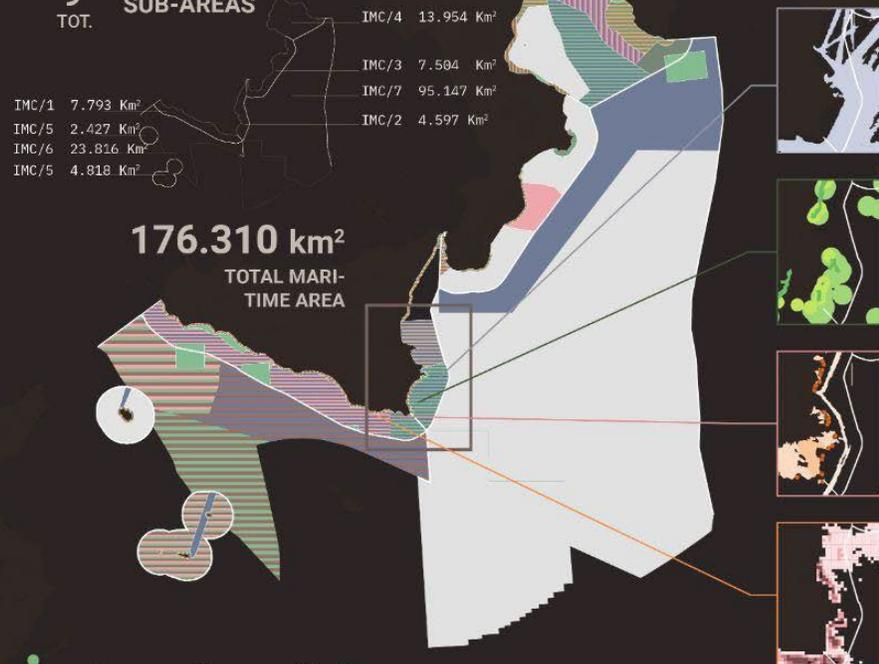 SUB-AREAS
TOT.
IMC/4 13.954 Km²
IMC/3 7.504 Km²
IMC/7 95.147 Km²
IMC/2 4.597 Km²
IMC/1 7.793 Km²
IMC/5 2.427 Km²
IMC/6 23.816 Km²
IMC/5 4.818 Km²
176.310 km²
TOTAL MARI-
TIME AREA